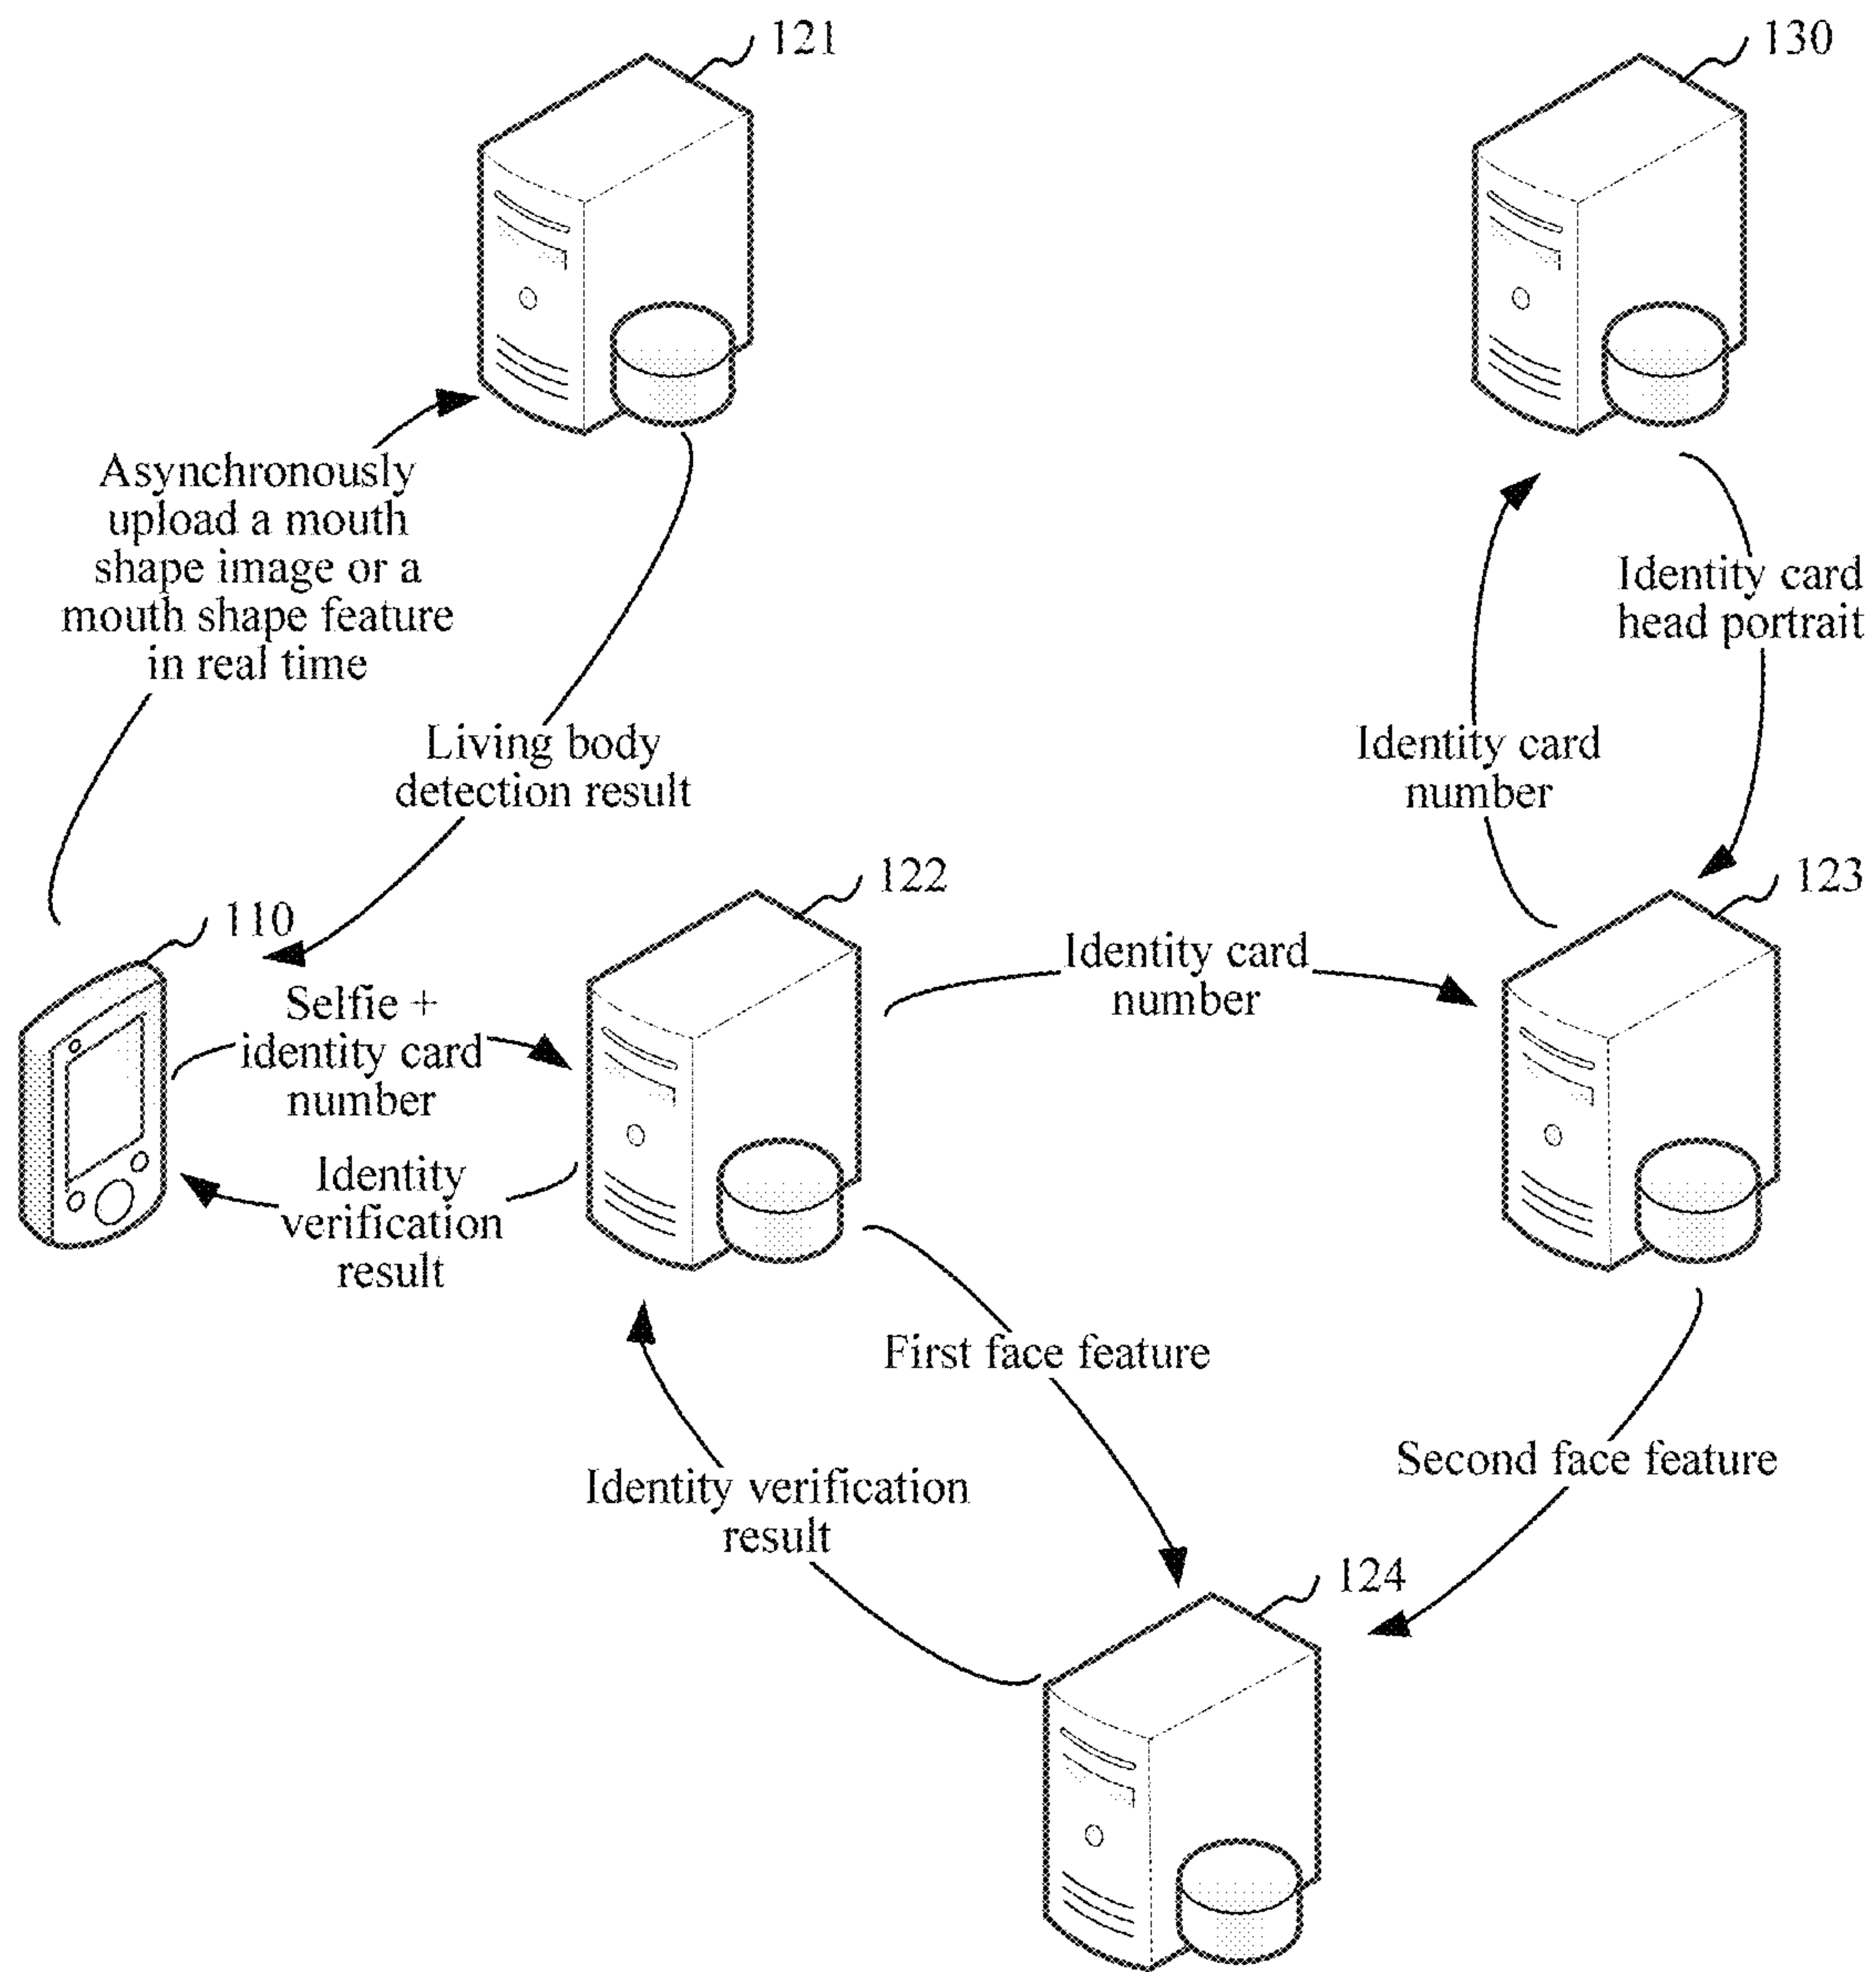 121
130
Asynchronously
upload a mouth
shape image or a
mouth shape feature
in real time
Identity card
head portrait
Living body
detection result
Identity card
number
122
123
110
Identity card
number
Selfie +
identity card
number
Identity
verification
result
First face feature
Second face feature
Identity verification
result
124